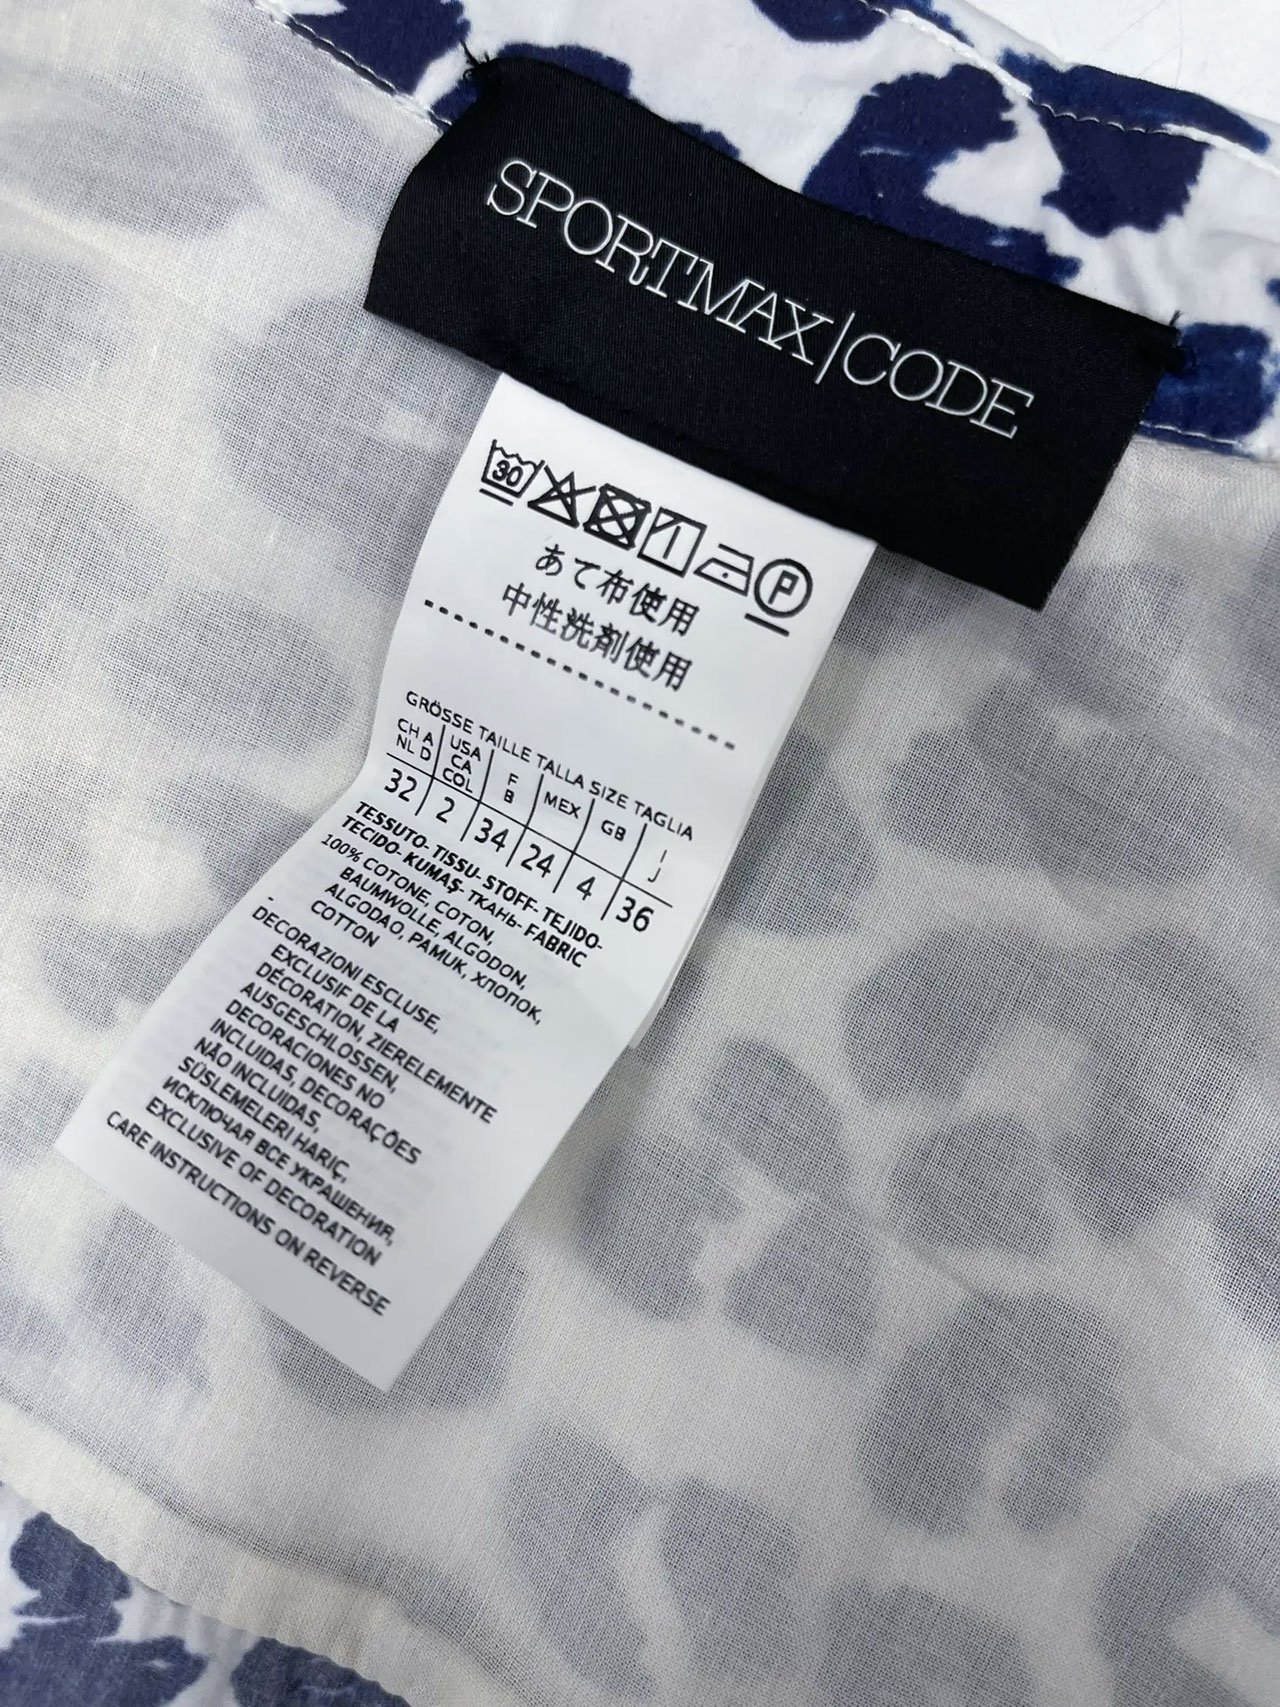 SPORTMAX|CODE
30
P
あて布使用
中性洗剤使用
GRÖSSE TAILLE TALLA SIZE TAGLIA
CH A NL D | USA CA COL | F B | MEX | GB | I J
32 | 2 | 34 | 24 | 4 | 36
TESSUTO- TISSU- STOFF- TEJIDO-
TECIDO- KUMAŞ- ТКАНЬ- FABRIC
100% COTONE, COTON,
BAUMWOLLE, ALGODON,
ALGODAO, PAMUK, ХЛОПОК,
COTTON
-
DECORAZIONI ESCLUSE,
EXCLUSIF DE LA
DÉCORATION, ZIERELEMENTE
AUSGESCHLOSSEN,
DECORACIONES NO
INCLUIDAS, DECORAÇÕES
NÃO INCLUIDAS,
SÜSLEMELERI HARIÇ,
ИСКЛЮЧАЯ ВСЕ УКРАШЕНИЯ,
EXCLUSIVE OF DECORATION
CARE INSTRUCTIONS ON REVERSE